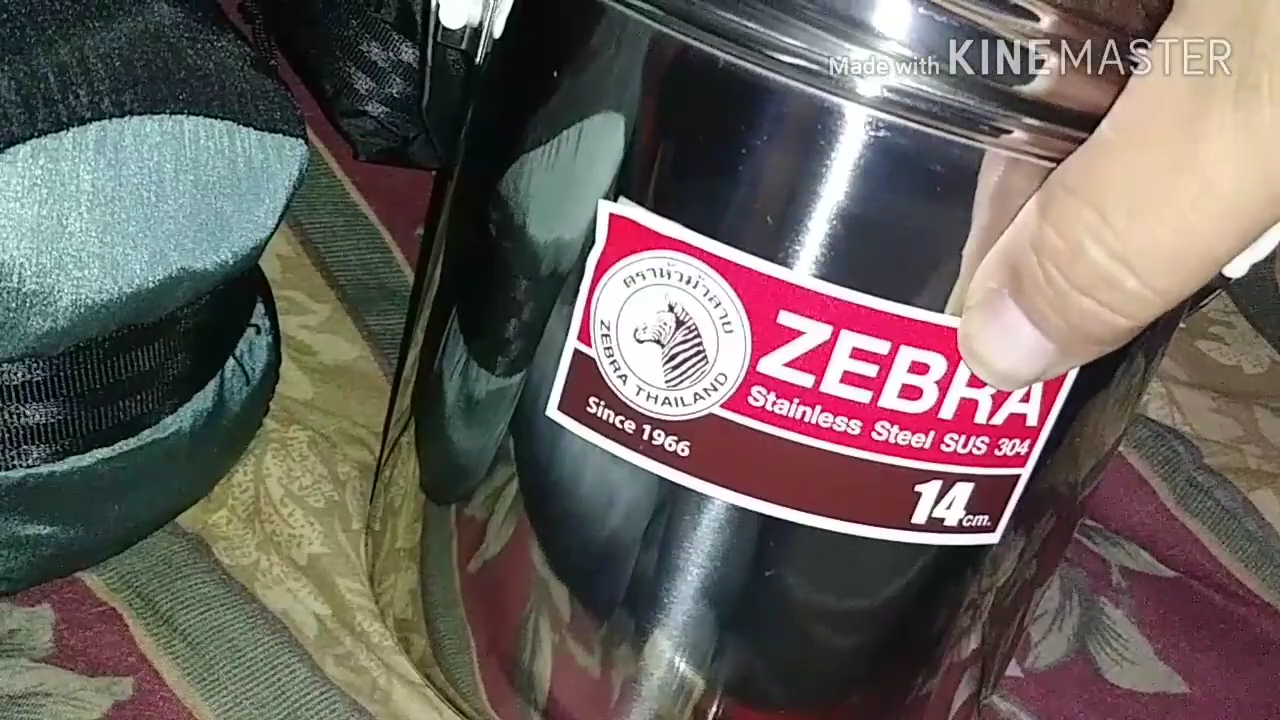 Made with KINEMASTER
ตราหัวม้าลาย
ZEBRA THAILAND
ZEBRA
Stainless Steel SUS 304
Since 1966
14cm.